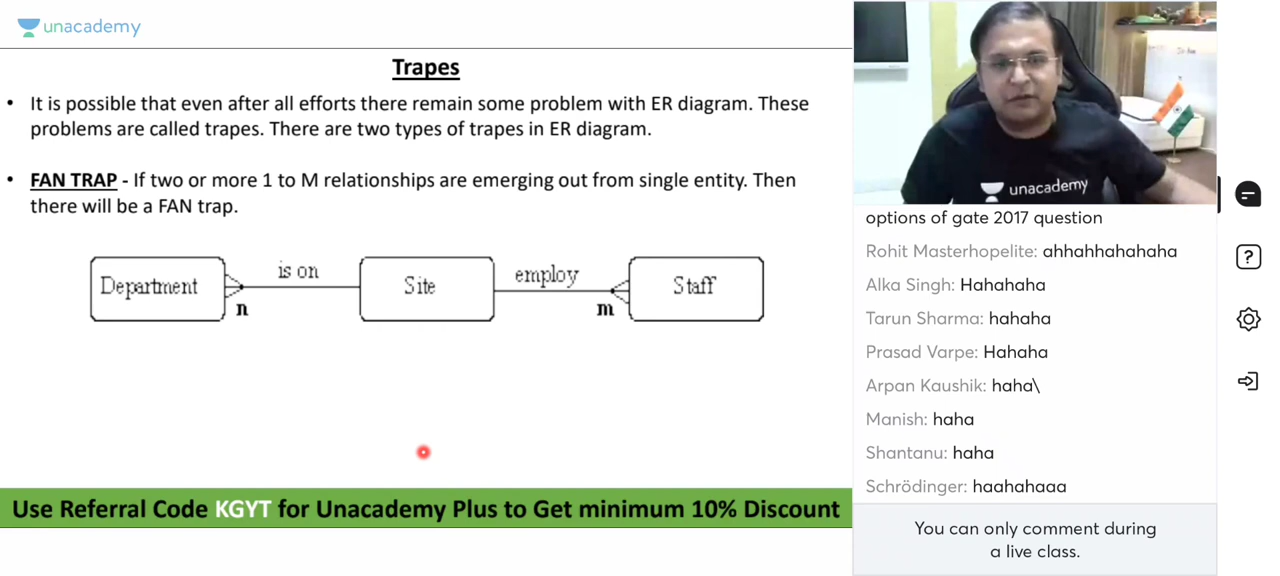 unacademy
Trapes
• It is possible that even after all efforts there remain some problem with ER diagram. These
problems are called trapes. There are two types of trapes in ER diagram.
• FAN TRAP - If two or more 1 to M relationships are emerging out from single entity. Then
there will be a FAN trap.
Department
is on
Site
employ
Staff
n
m
Use Referral Code KGYT for Unacademy Plus to Get minimum 10% Discount
unacademy
options of gate 2017 question
Rohit Masterhopelite: ahhahhahahaha
Alka Singh: Hahahaha
Tarun Sharma: hahaha
Prasad Varpe: Hahaha
Arpan Kaushik: haha\
Manish: haha
Shantanu: haha
Schrödinger: haahahaaa
You can only comment during
a live class.
?